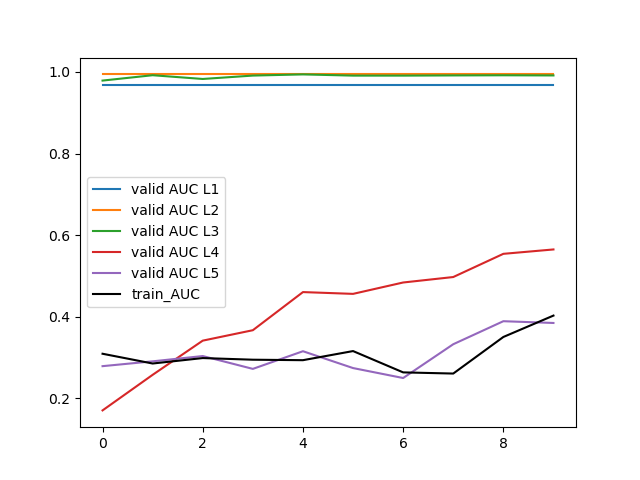 1.0
0.8
0.6
0.4
0.2
valid AUC L1
valid AUC L2
valid AUC L3
valid AUC L4
valid AUC L5
train_AUC
0 2 4 6 8